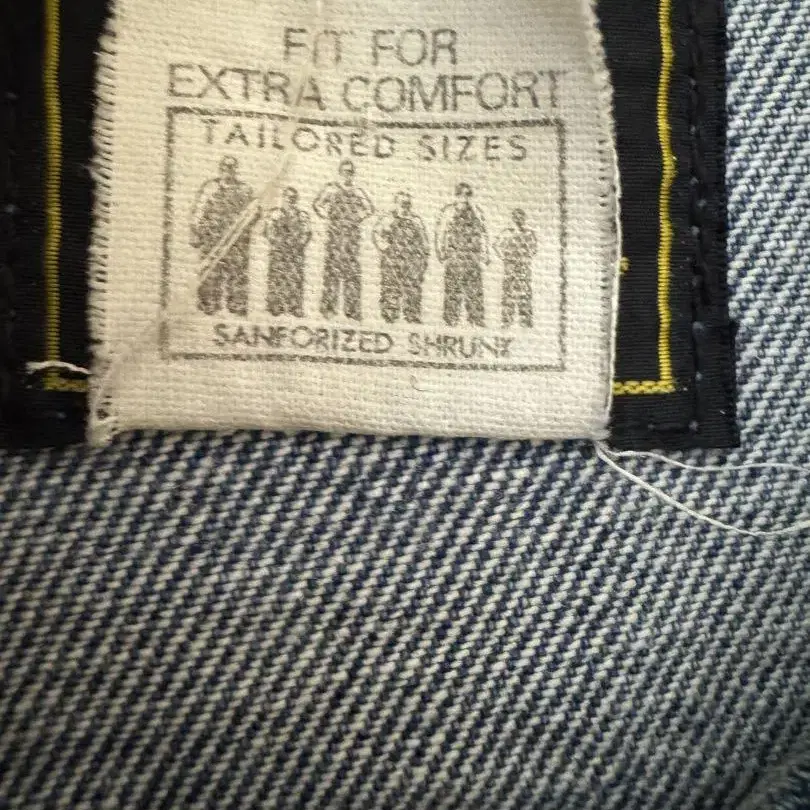 FIT FOR
EXTRA COMFORT
TAILORED SIZES
SANFORIZED SHRUNK